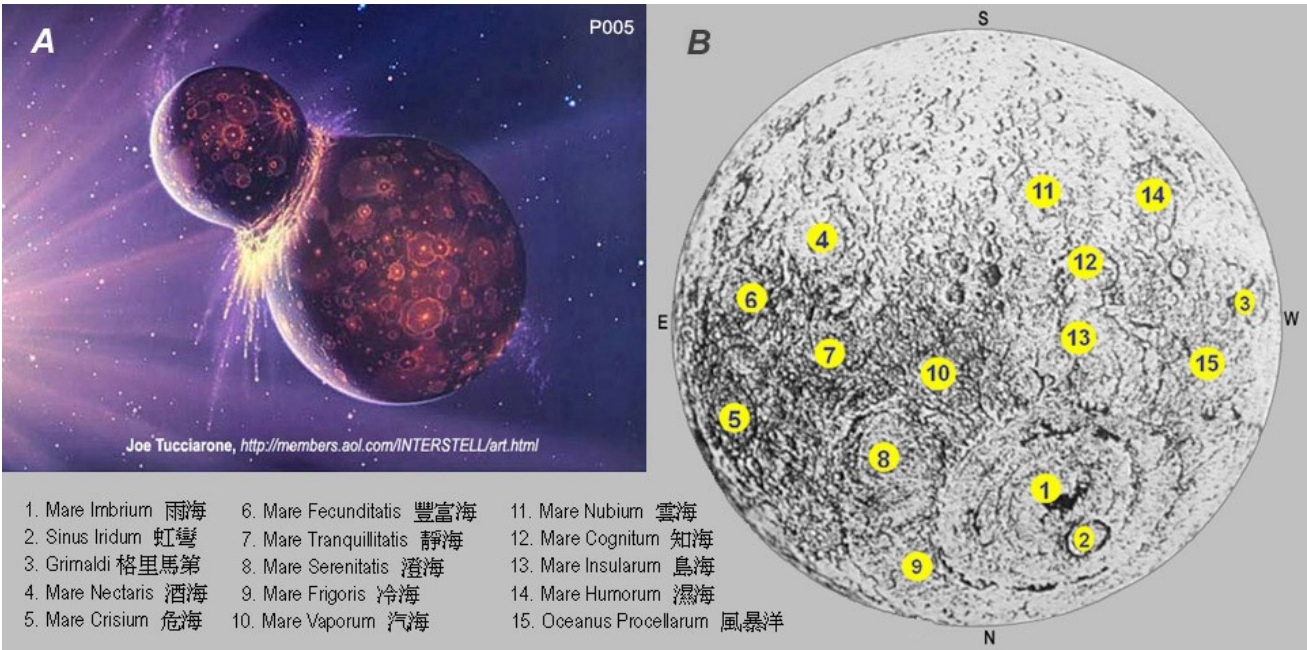 A
P005
Joe Tucciarone, http://members.aol.com/INTERSTELL/art.html
B
S
11
14
4
12
E
6
3
W
7
13
15
10
5
8
1
2
9
N
1. Mare Imbrium 雨海
2. Sinus Iridum 虹彎
3. Grimaldi 格里馬第
4. Mare Nectaris 酒海
5. Mare Crisium 危海
6. Mare Fecunditatis 豐富海
7. Mare Tranquillitatis 靜海
8. Mare Serenitatis 澄海
9. Mare Frigoris 冷海
10. Mare Vaporum 汽海
11. Mare Nubium 雲海
12. Mare Cognitum 知海
13. Mare Insularum 島海
14. Mare Humorum 濕海
15. Oceanus Procellarum 風暴洋